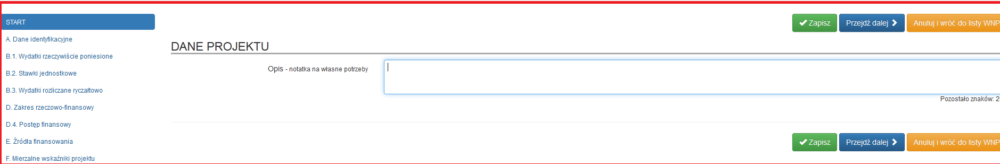 START
A. Dane identyfikacyjne
B.1. Wydatki rzeczywiście poniesione
B.2. Stawki jednostkowe
B.3. Wydatki rozliczane ryczałtowo
D. Zakres rzeczowo-finansowy
D.4. Postęp finansowy
E. Źródła finansowania
F. Mierzalne wskaźniki projektu
Zapisz Przejdź dalej Anuluj i wróć do listy WNP
DANE PROJEKTU
Opis - notatka na własne potrzeby
Pozostało znaków: 2
Zapisz Przejdź dalej Anuluj i wróć do listy WNP